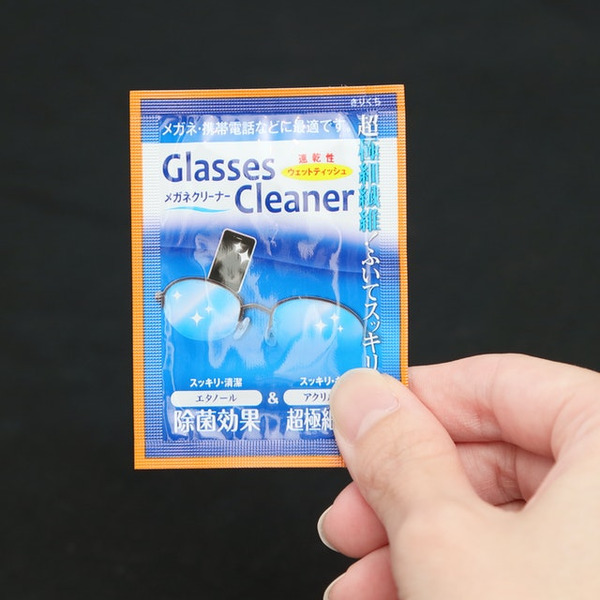 きりくち
メガネ・携帯電話などに最適です。
Glasses
速乾性
ウェットティッシュ
メガネクリーナー
Cleaner
超極細繊維！ふいてスッキリ
スッキリ・清潔
エタノール
除菌効果
&
スッキリ・
アクリル
超極細